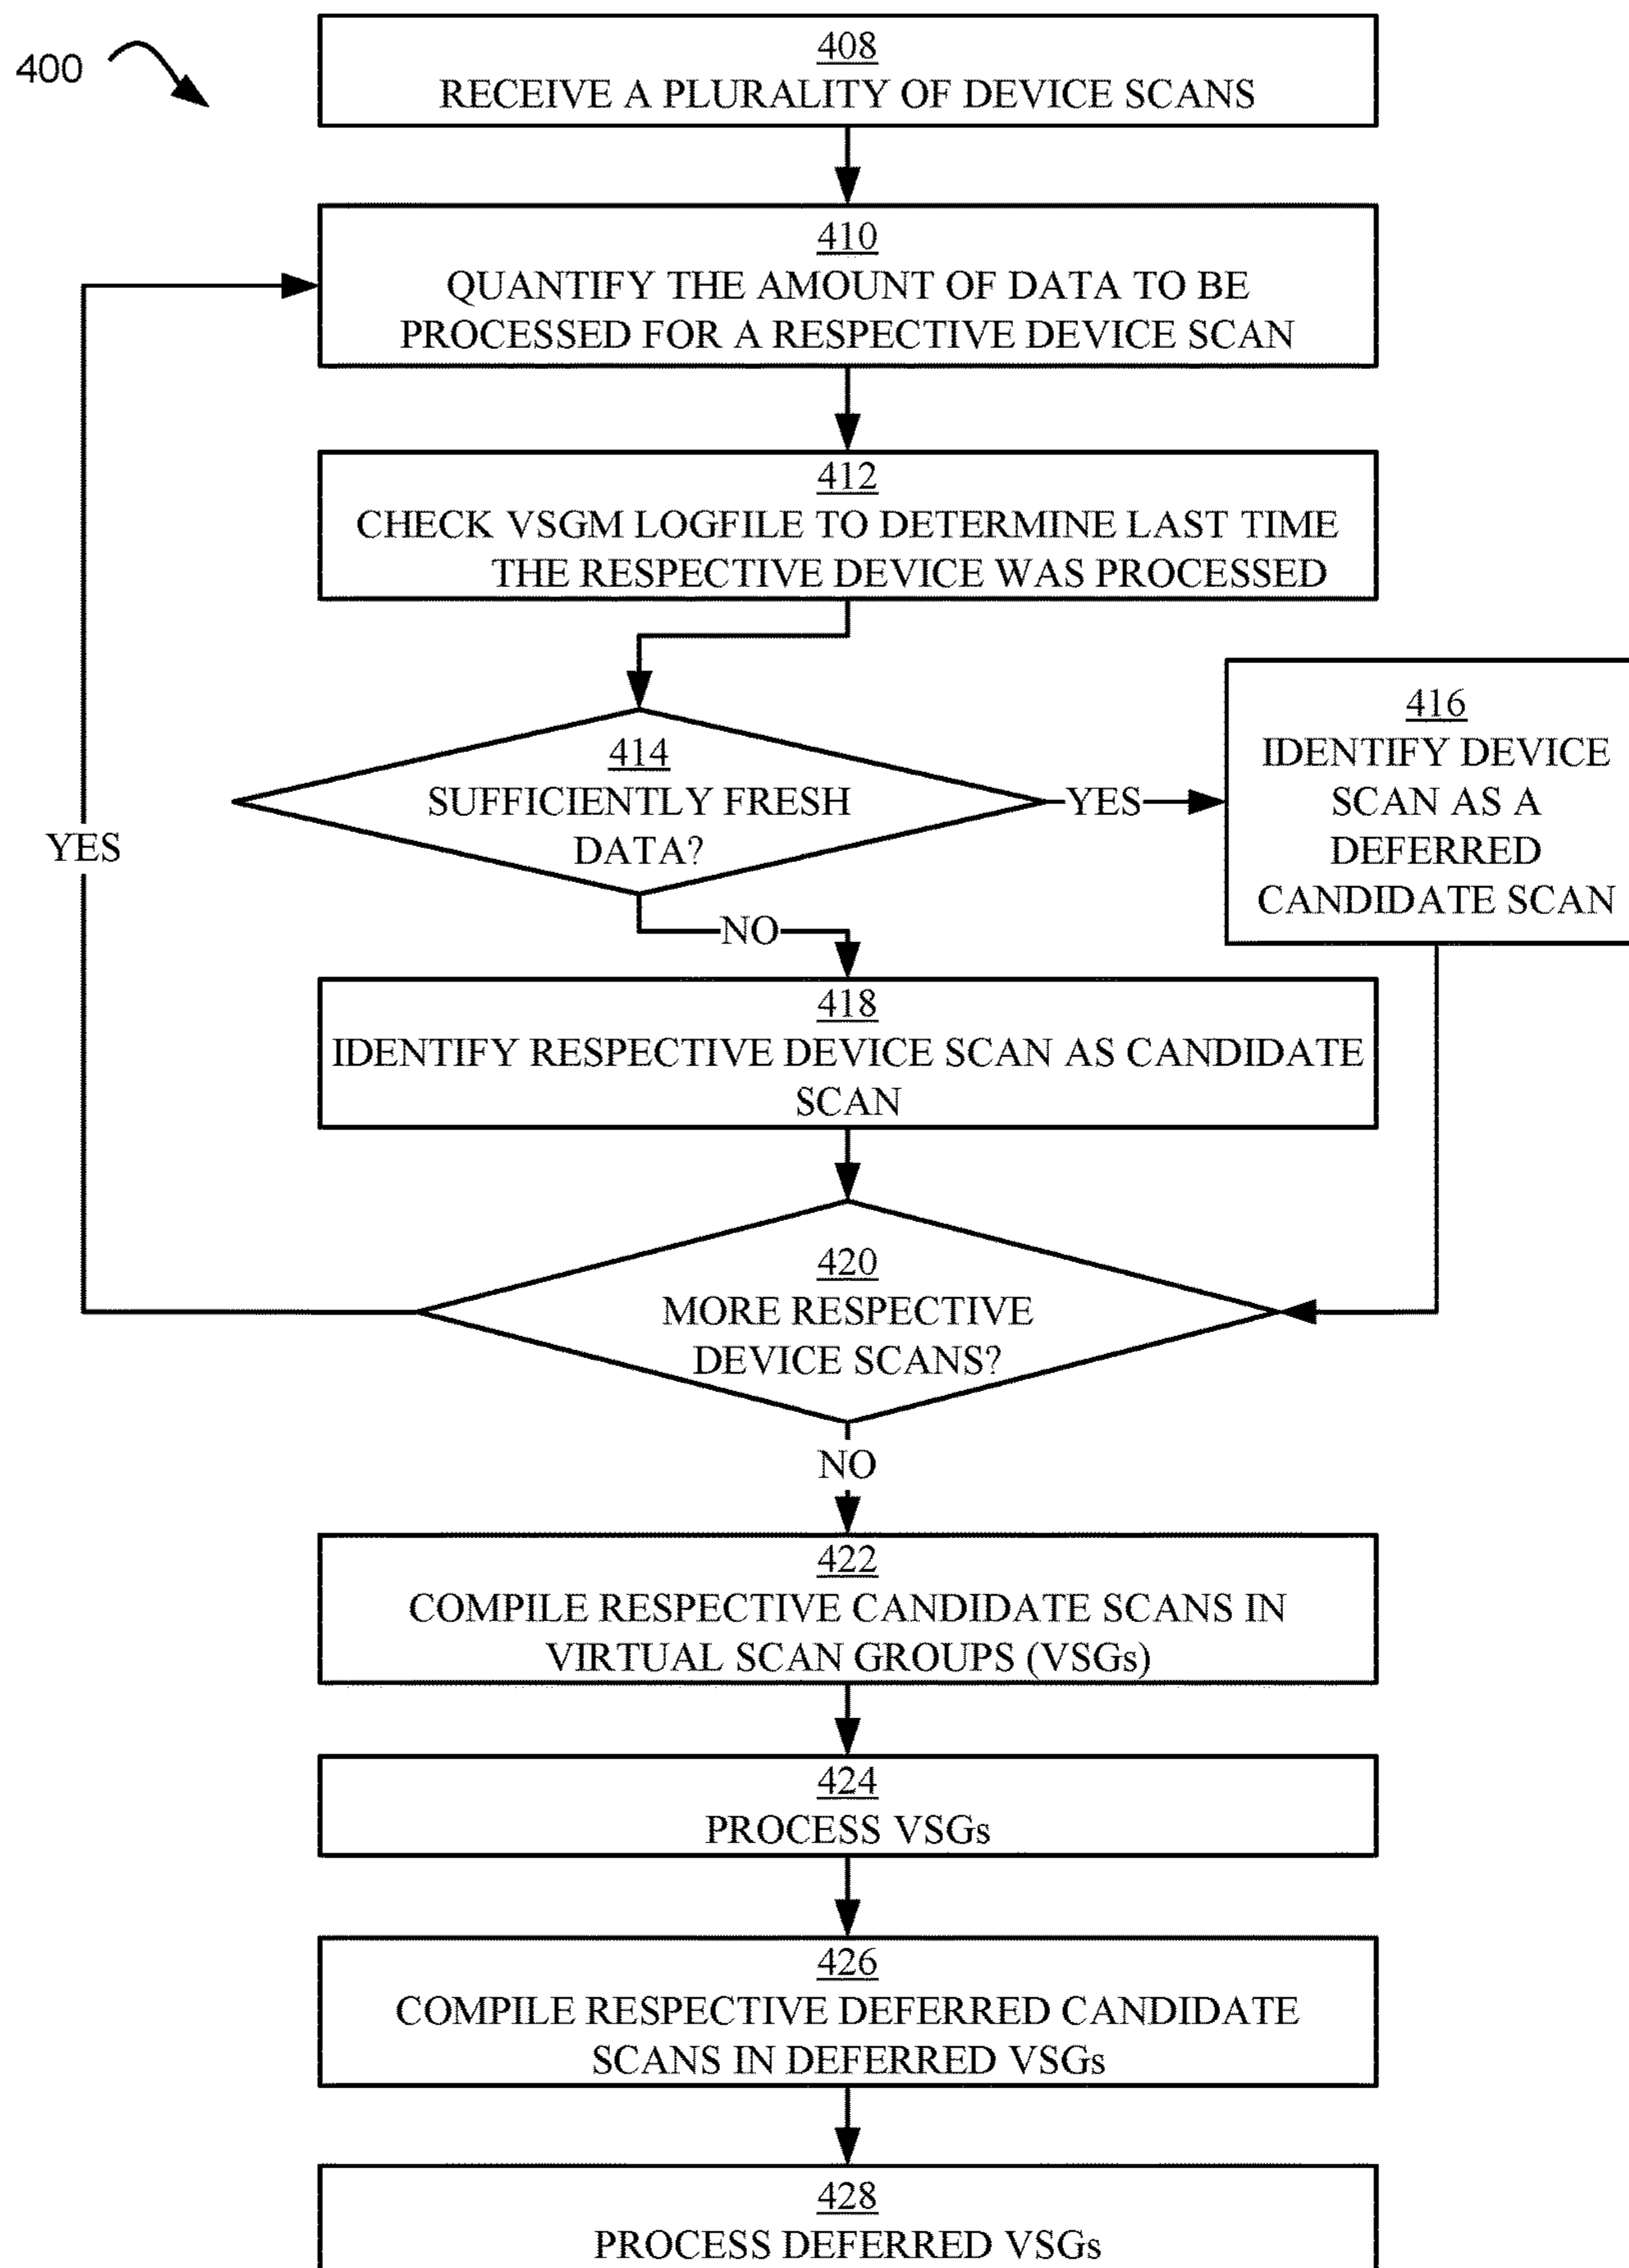 400
408
RECEIVE A PLURALITY OF DEVICE SCANS
410
QUANTIFY THE AMOUNT OF DATA TO BE
PROCESSED FOR A RESPECTIVE DEVICE SCAN
412
CHECK VSGM LOGFILE TO DETERMINE LAST TIME
THE RESPECTIVE DEVICE WAS PROCESSED
414
SUFFICIENTLY FRESH
DATA?
YES
416
IDENTIFY DEVICE
SCAN AS A
DEFERRED
CANDIDATE SCAN
YES
NO
418
IDENTIFY RESPECTIVE DEVICE SCAN AS CANDIDATE
SCAN
420
MORE RESPECTIVE
DEVICE SCANS?
NO
422
COMPILE RESPECTIVE CANDIDATE SCANS IN
VIRTUAL SCAN GROUPS (VSGs)
424
PROCESS VSGs
426
COMPILE RESPECTIVE DEFERRED CANDIDATE
SCANS IN DEFERRED VSGs
428
PROCESS DEFERRED VSGs